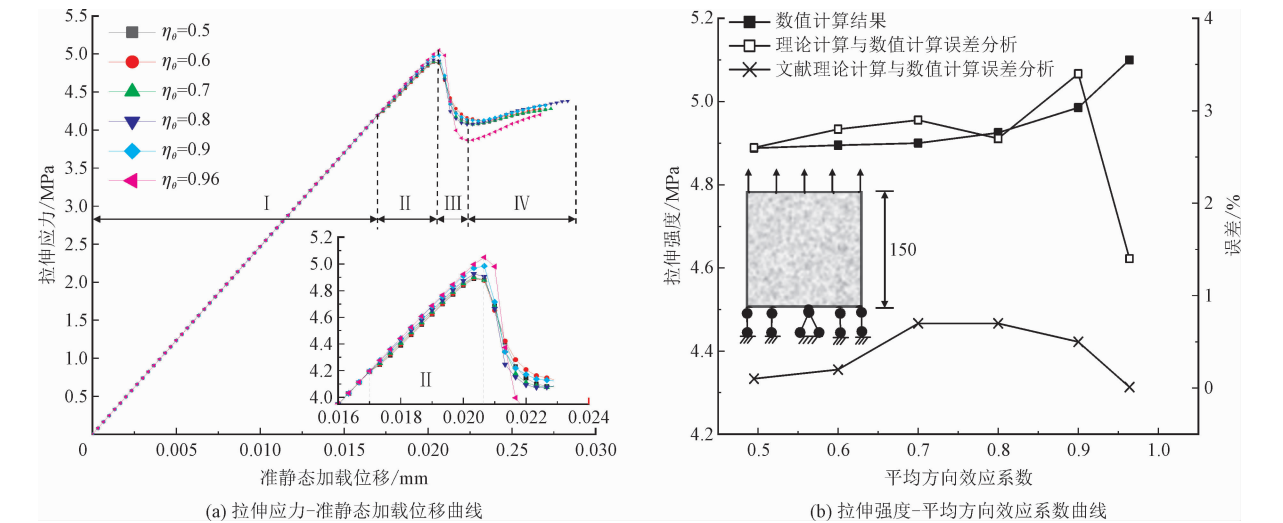 5.5
5.0
4.5
4.0
3.5
3.0
2.5
2.0
1.5
1.0
0.5
0
拉伸应力/MPa
ηθ=0.5
ηθ=0.6
ηθ=0.7
ηθ=0.8
ηθ=0.9
ηθ=0.96
I
II
III
IV
5.2
5.0
4.8
4.6
4.4
4.2
4.0
II
0.016 0.018 0.020 0.022 0.024
0.005 0.010 0.015 0.020 0.025 0.030
准静态加载位移/mm
(a) 拉伸应力-准静态加载位移曲线
5.2
5.0
4.8
4.6
4.4
4.2
拉伸强度/MPa
数值计算结果
理论计算与数值计算误差分析
文献理论计算与数值计算误差分析
150
4
3
2
1
0
误差/%
0.5 0.6 0.7 0.8 0.9 1.0
平均方向效应系数
(b) 拉伸强度-平均方向效应系数曲线